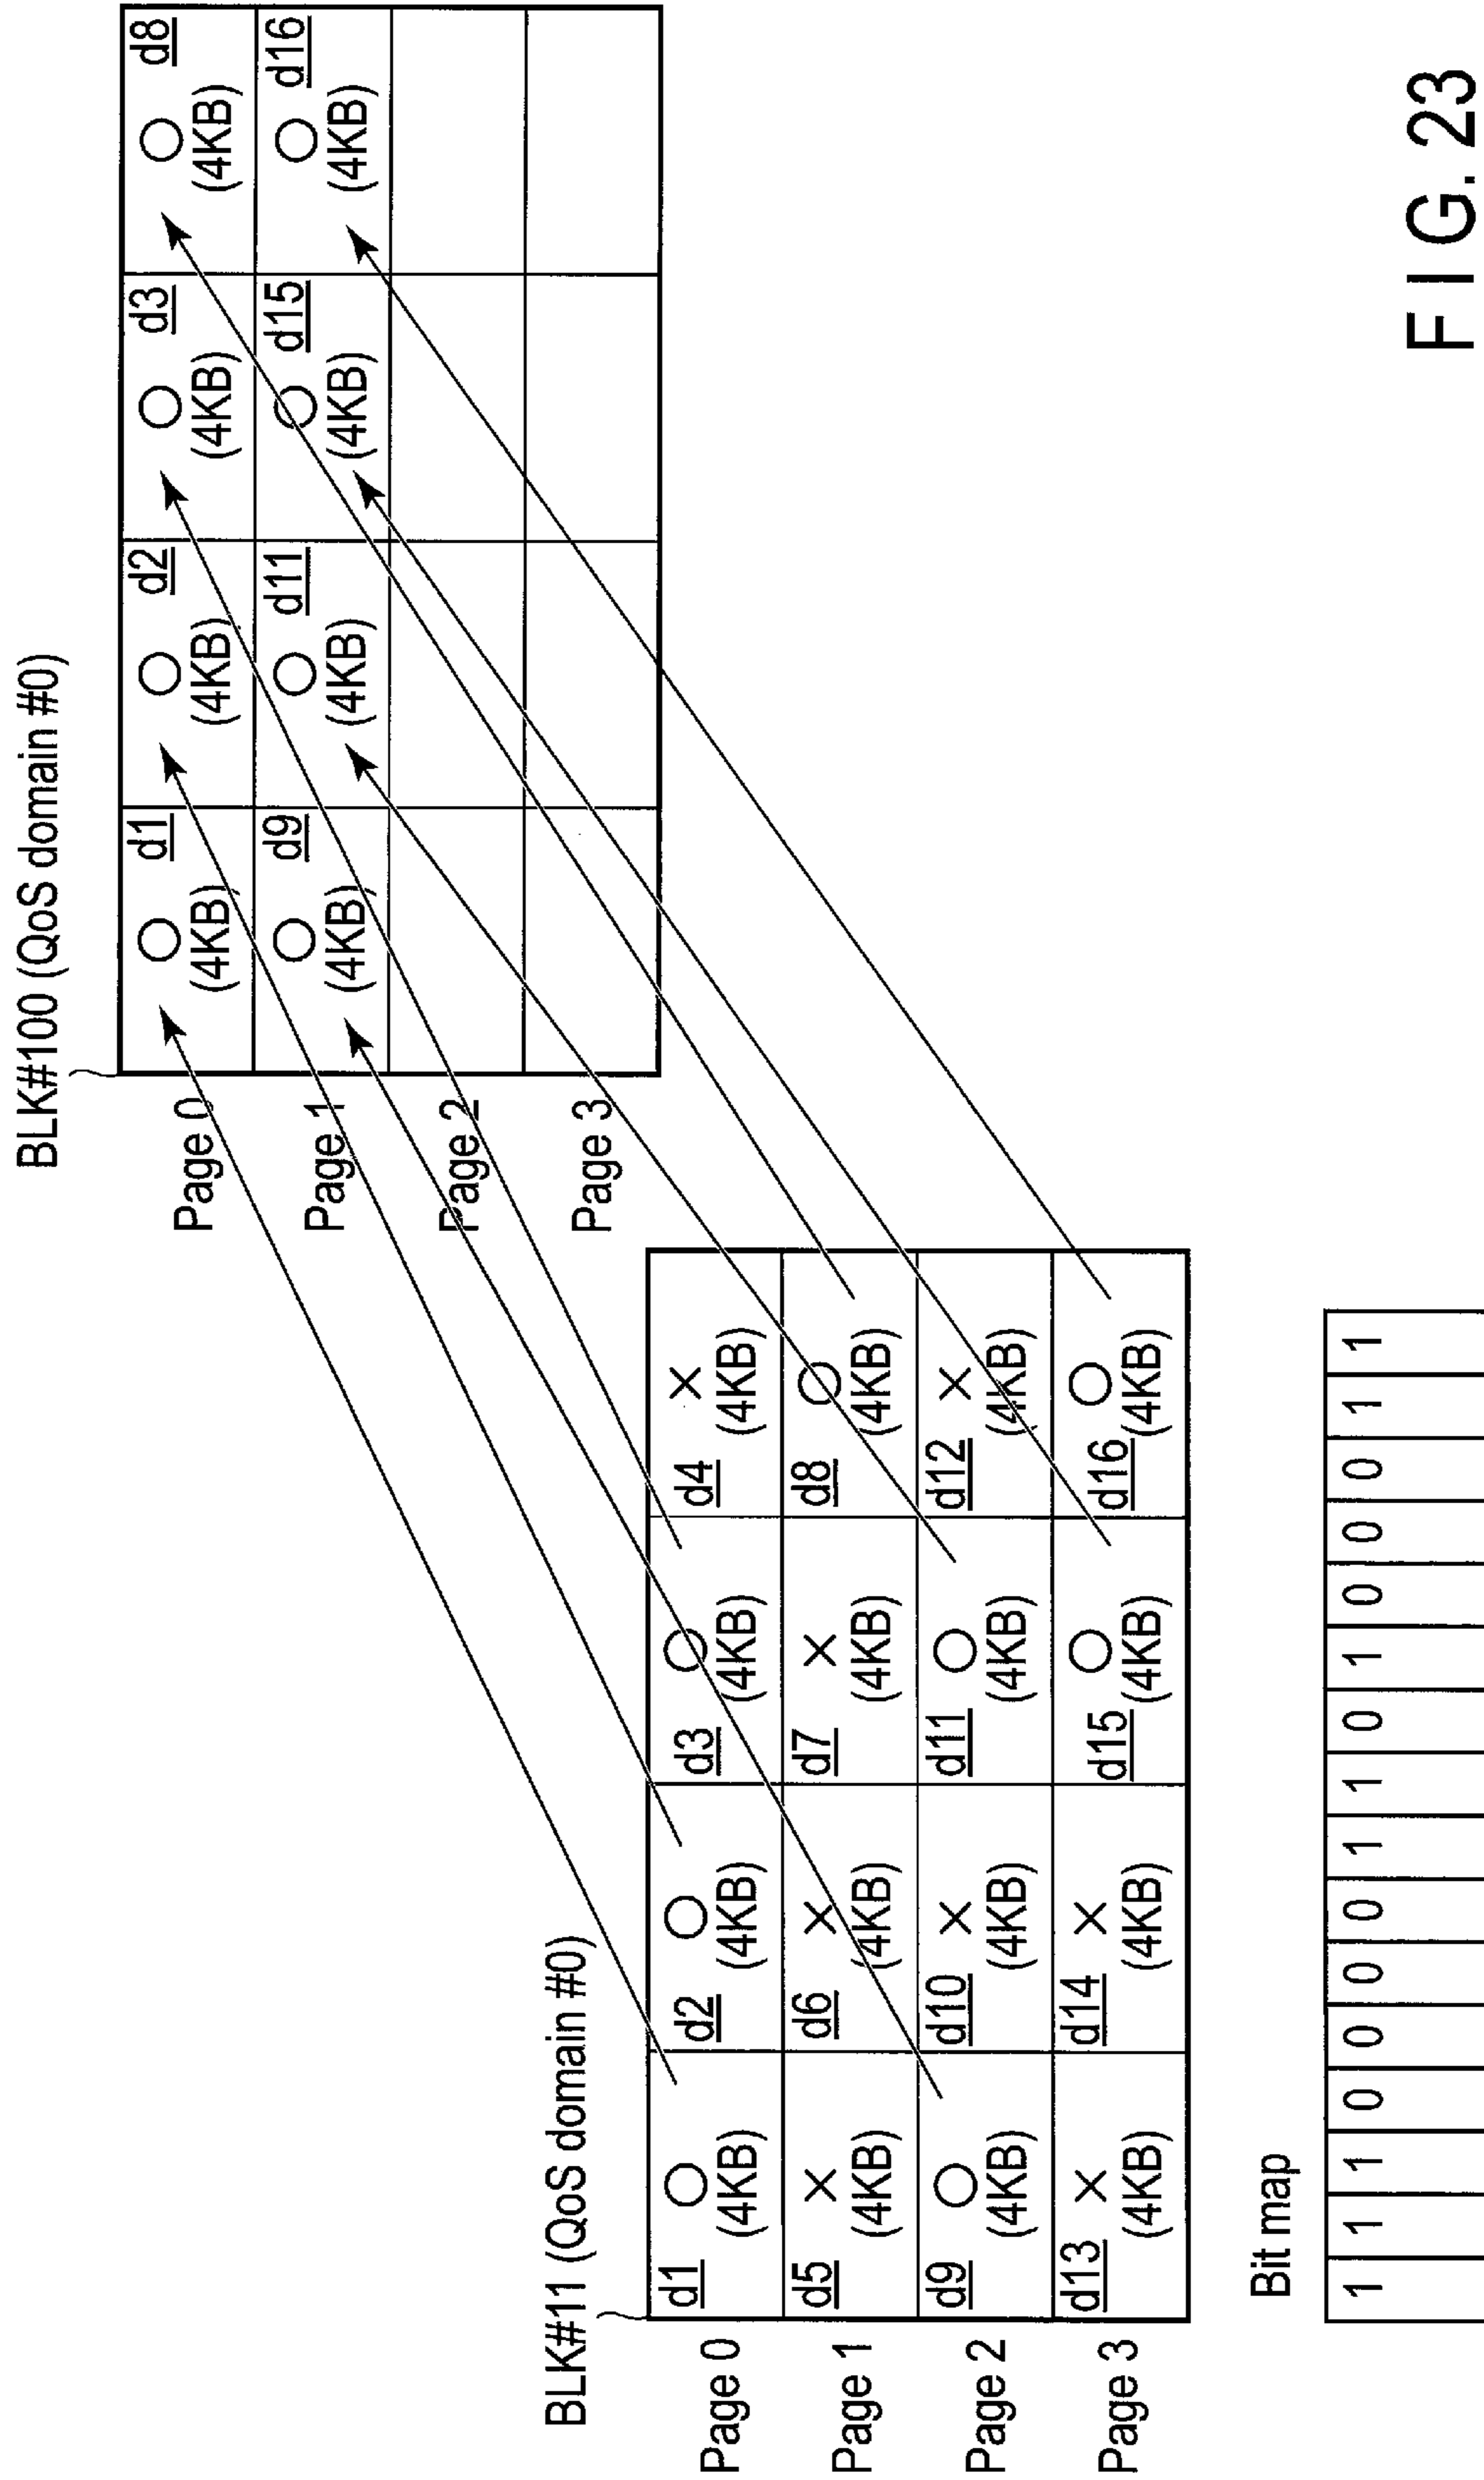 BLK#100 (QoS domain #0)
○ d1 ○ d2 ○ d3 ○ d8
Page 0 (4KB) (4KB) (4KB) (4KB)
○ d9 ○ d11 ○ d15 ○ d16
Page 1 (4KB) (4KB) (4KB) (4KB)
Page 2
Page 3
BLK#11 (QoS domain #0)
d1 ○ d2 ○ d3 ○ d4 ×
Page 0 (4KB) (4KB) (4KB) (4KB)
d5 × d6 × d7 × d8 ○
Page 1 (4KB) (4KB) (4KB) (4KB)
d9 ○ d10 × d11 ○ d12 ×
Page 2 (4KB) (4KB) (4KB) (4KB)
d13 × d14 × d15 ○ d16 ○
Page 3 (4KB) (4KB) (4KB) (4KB)
Bit map
1 1 1 0 0 0 0 1 1 0 1 0 0 0 1 1
FIG. 23